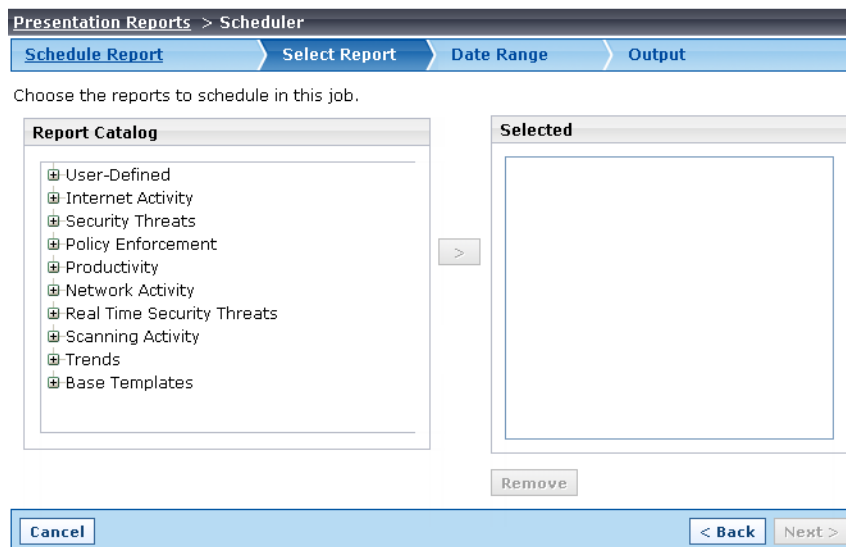 Presentation Reports > Scheduler
Schedule Report Select Report Date Range Output
Choose the reports to schedule in this job.
Report Catalog
User-Defined
Internet Activity
Security Threats
Policy Enforcement
Productivity
Network Activity
Real Time Security Threats
Scanning Activity
Trends
Base Templates
>
Selected
Remove
Cancel
< Back Next >